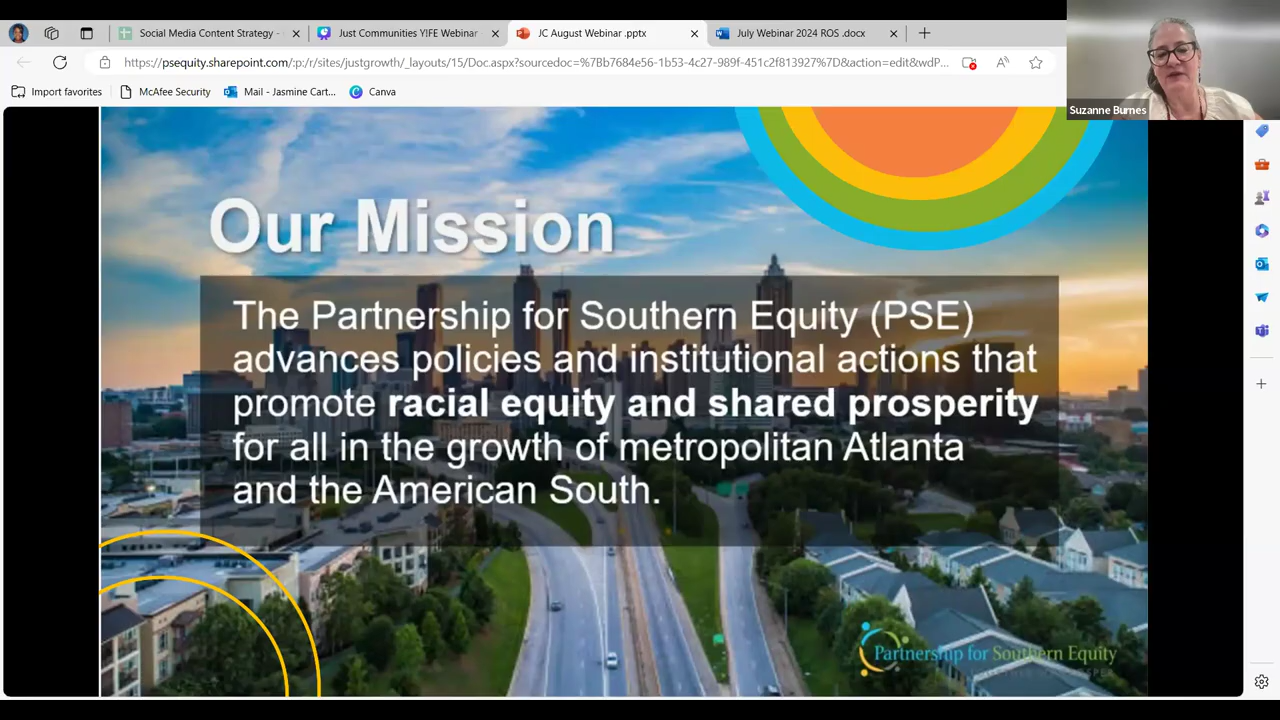 Social Media Content Strategy -
Just Communities Y!FE Webinar
JC August Webinar .pptx
July Webinar 2024 ROS .docx
https://psequity.sharepoint.com/:p:/r/sites/justgrowth/_layouts/15/Doc.aspx?sourcedoc=%7Bb7684e56-1b53-4c27-989f-451c2f813927%7D&action=edit&wdP...
Import favorites
McAfee Security
Mail - Jasmine Cart...
Canva
Suzanne Burnes
Our Mission
The Partnership for Southern Equity (PSE)
advances policies and institutional actions that
promote racial equity and shared prosperity
for all in the growth of metropolitan Atlanta
and the American South.
Partnership for Southern Equity